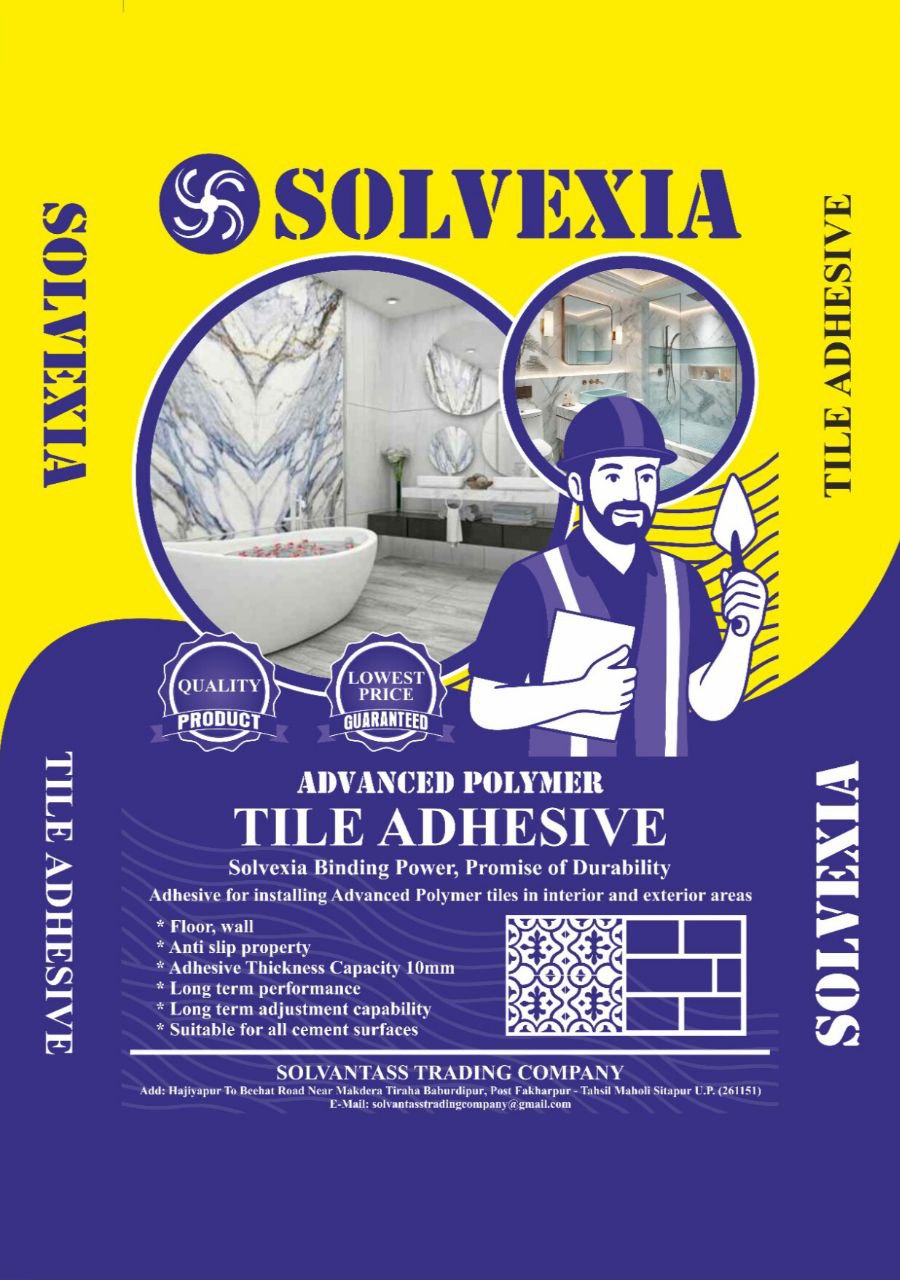 SOLVEXIA
SOLVEXIA
TILE ADHESIVE
QUALITY
PRODUCT
LOWEST
PRICE
GUARANTEED
ADVANCED POLYMER
TILE ADHESIVE
Solvexia Binding Power, Promise of Durability
Adhesive for installing Advanced Polymer tiles in interior and exterior areas
* Floor, wall
* Anti slip property
* Adhesive Thickness Capacity 10mm
* Long term performance
* Long term adjustment capability
* Suitable for all cement surfaces
TILE ADHESIVE
SOLVEXIA
SOLVANTASS TRADING COMPANY
Add: Hajiyapur To Beehat Road Near Makdera Tiraha Baburdipur, Post Fakharpur - Tahsil Maholi Sitapur U.P. (261151)
E-Mail: solvantasstradingcompany@gmail.com